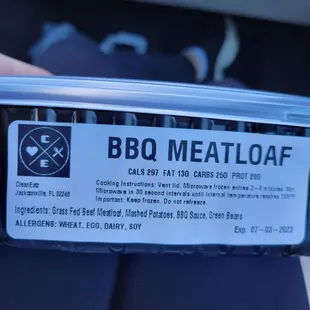 C
X
E
BBQ MEATLOAF
CALS 297 FAT 13G CARBS 25G PROT 20G
CleanEatz
Jacksonville, FL 32246
Cooking Instructions: Vent lid. Microwave frozen entree 2-3 minutes, then
Microwave in 30 second intervals until internal temperature reaches 165°F.
Important: Keep frozen. Do not refreeze.
Ingredients: Grass Fed Beef Meatloaf, Mashed Potatoes, BBQ Sauce, Green Beans
ALLERGENS: WHEAT, EGG, DAIRY, SOY
Exp. 07-03-2023